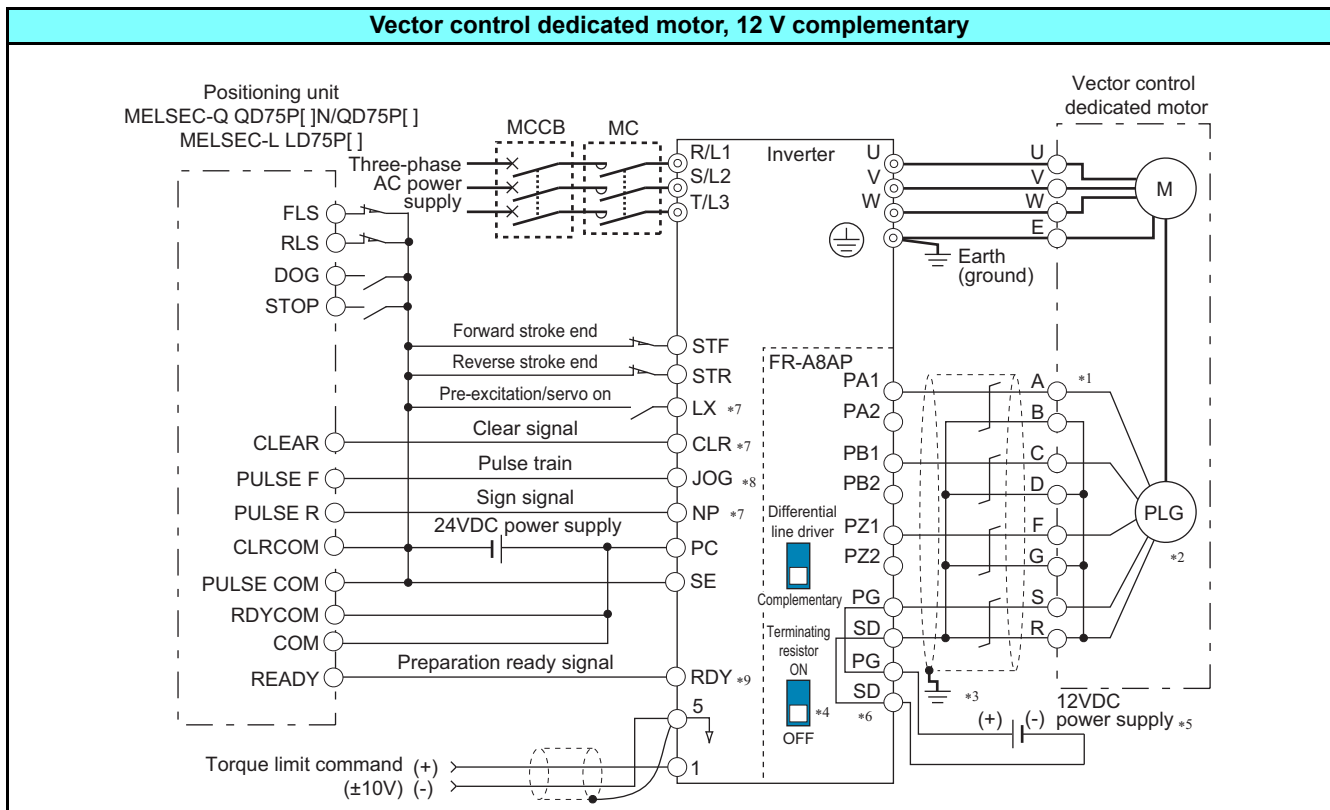 Vector control dedicated motor, 12 V complementary
Positioning unit
MELSEC-Q QD75P[ ]N/QD75P[ ]
MELSEC-L LD75P[ ]
MCCB
MC
Three-phase
AC power
supply
R/L1
S/L2
T/L3
Inverter
U
V
W
Earth
(ground)
Vector control
dedicated motor
U
V
W
E
M
FLS
RLS
DOG
STOP
Forward stroke end
STF
Reverse stroke end
STR
Pre-excitation/servo on
LX *7
CLEAR
Clear signal
CLR *7
PULSE F
Pulse train
JOG *8
PULSE R
Sign signal
NP *7
CLRCOM
24VDC power supply
PC
PULSE COM
SE
RDYCOM
COM
READY
Preparation ready signal
RDY *9
5
Torque limit command (+)
(±10V) (-)
1
FR-A8AP
PA1
PA2
PB1
PB2
PZ1
PZ2
PG
SD
PG
SD
*6
Differential
line driver
Complementary
Terminating
resistor
ON
*4
OFF
A *1
B
C
D
F
G
S
R
PLG
*2
*3
12VDC
power supply *5
(+) (-)